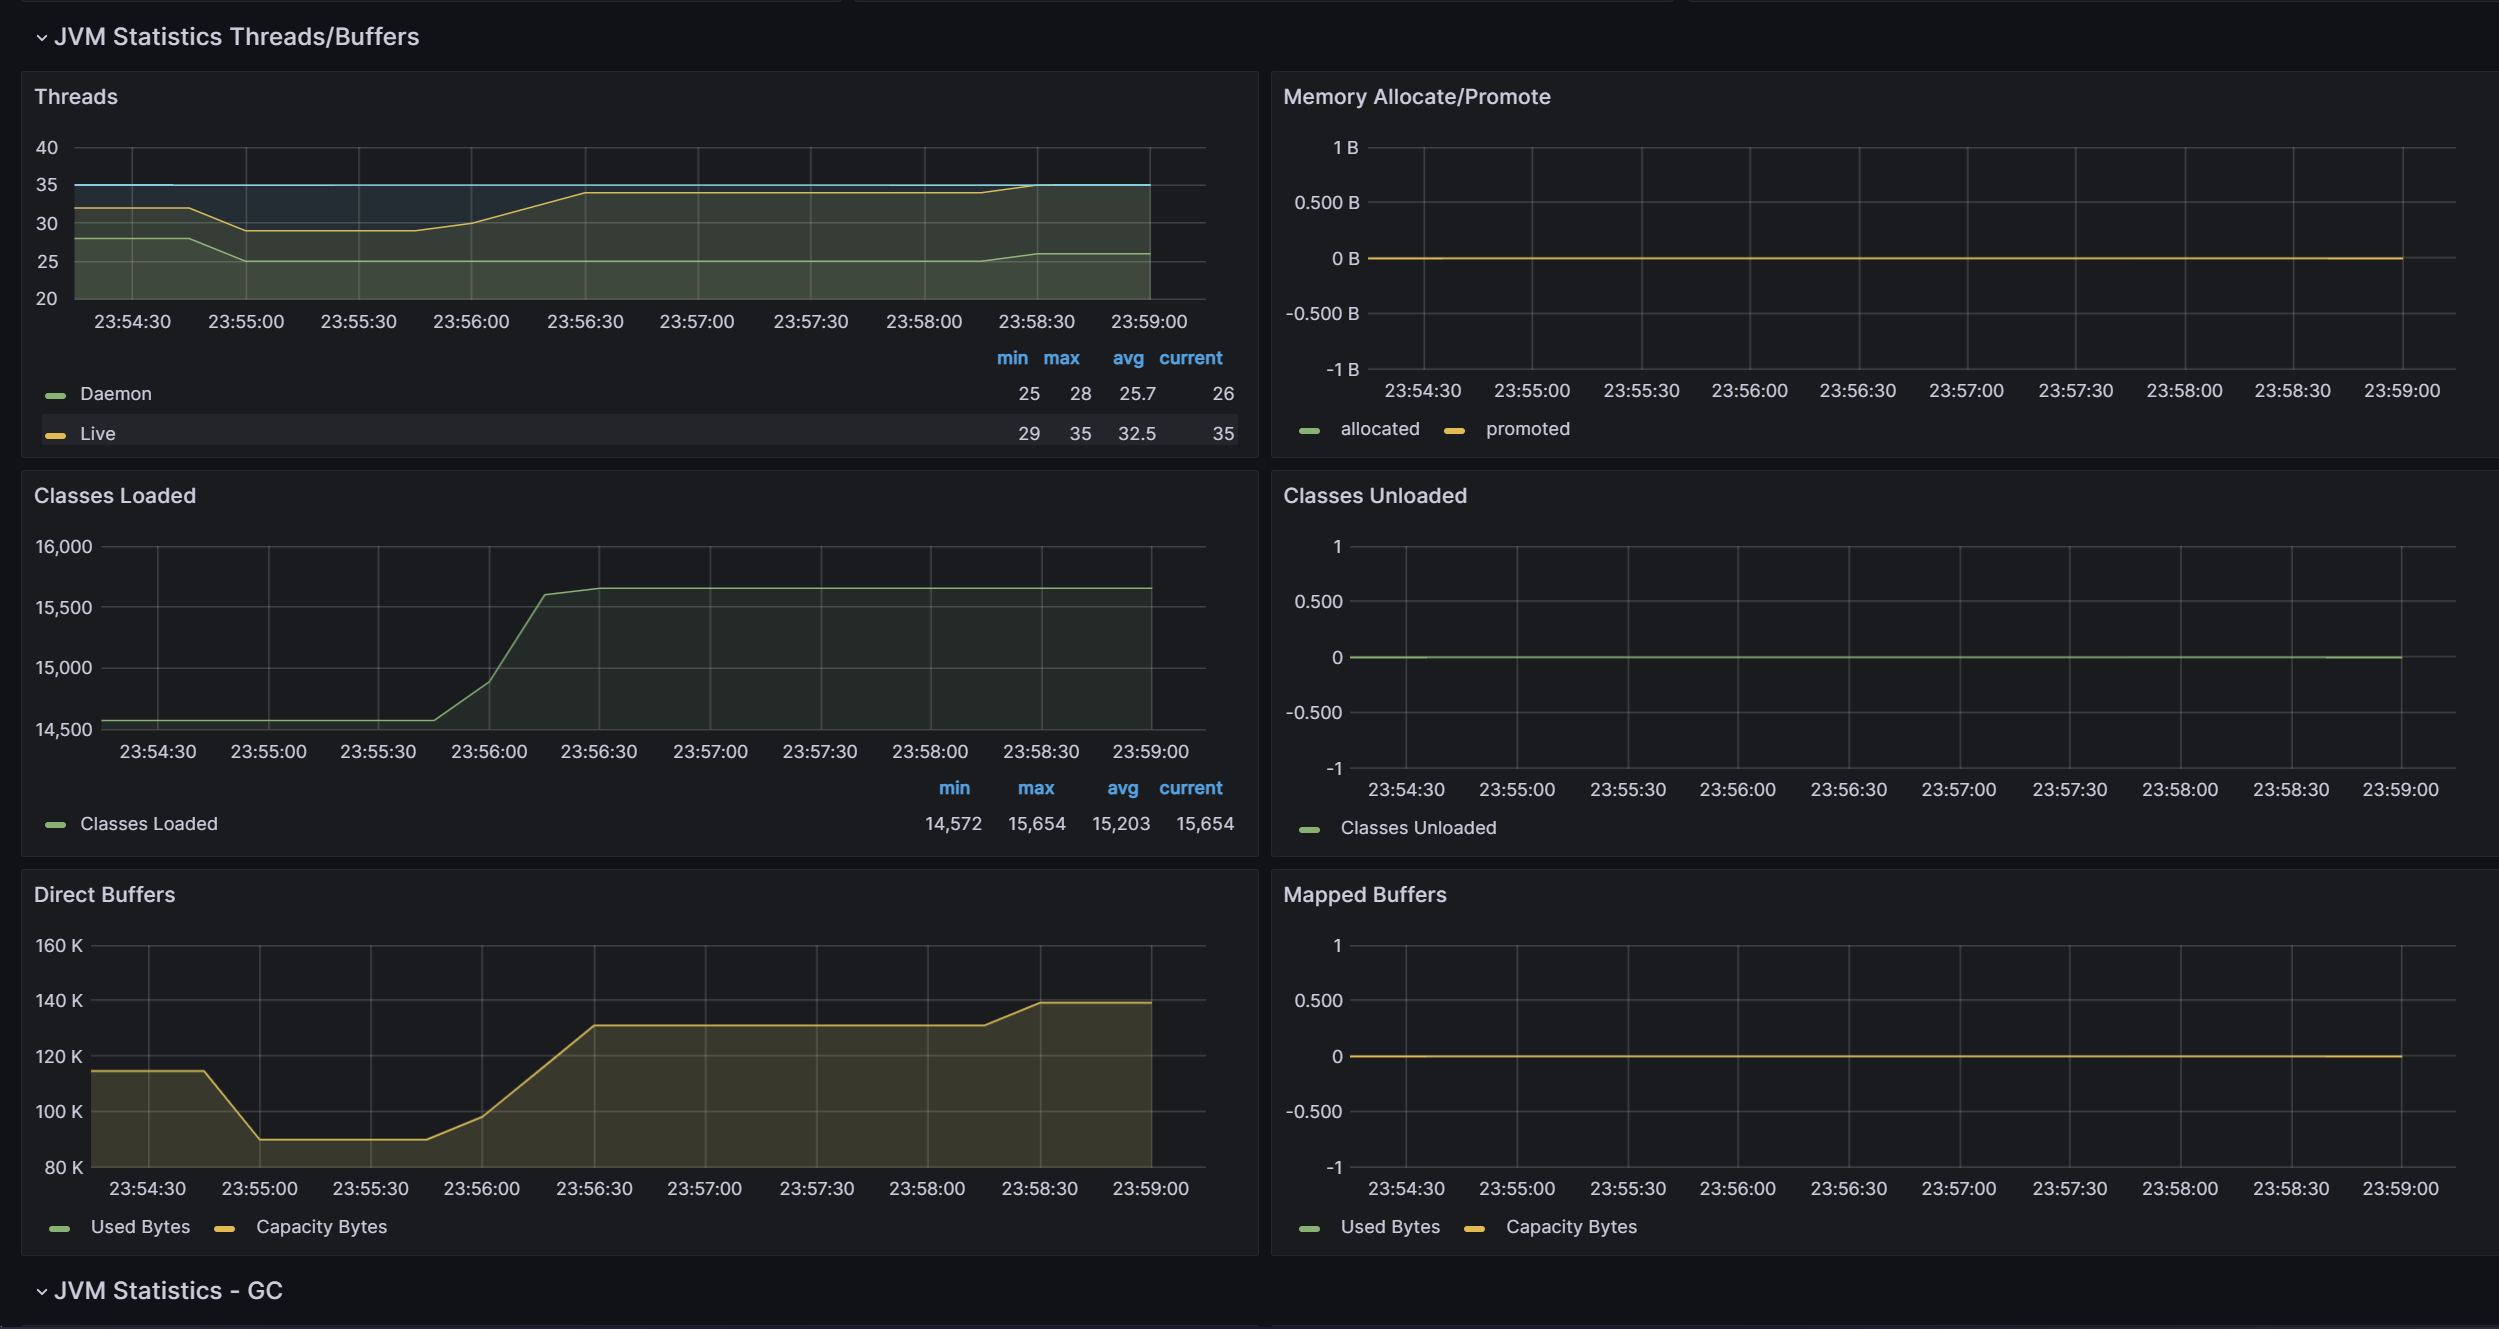 JVM Statistics Threads/Buffers
Threads
40
35
30
25
20
23:54:30 23:55:00 23:55:30 23:56:00 23:56:30 23:57:00 23:57:30 23:58:00 23:58:30 23:59:00
min max avg current
Daemon 25 28 25.7 26
Live 29 35 32.5 35
Memory Allocate/Promote
1 B
0.500 B
0 B
-0.500 B
-1 B
23:54:30 23:55:00 23:55:30 23:56:00 23:56:30 23:57:00 23:57:30 23:58:00 23:58:30 23:59:00
allocated promoted
Classes Loaded
16,000
15,500
15,000
14,500
23:54:30 23:55:00 23:55:30 23:56:00 23:56:30 23:57:00 23:57:30 23:58:00 23:58:30 23:59:00
min max avg current
Classes Loaded 14,572 15,654 15,203 15,654
Classes Unloaded
1
0.500
0
-0.500
-1
23:54:30 23:55:00 23:55:30 23:56:00 23:56:30 23:57:00 23:57:30 23:58:00 23:58:30 23:59:00
Classes Unloaded
Direct Buffers
160 K
140 K
120 K
100 K
80 K
23:54:30 23:55:00 23:55:30 23:56:00 23:56:30 23:57:00 23:57:30 23:58:00 23:58:30 23:59:00
Used Bytes Capacity Bytes
Mapped Buffers
1
0.500
0
-0.500
-1
23:54:30 23:55:00 23:55:30 23:56:00 23:56:30 23:57:00 23:57:30 23:58:00 23:58:30 23:59:00
Used Bytes Capacity Bytes
JVM Statistics - GC